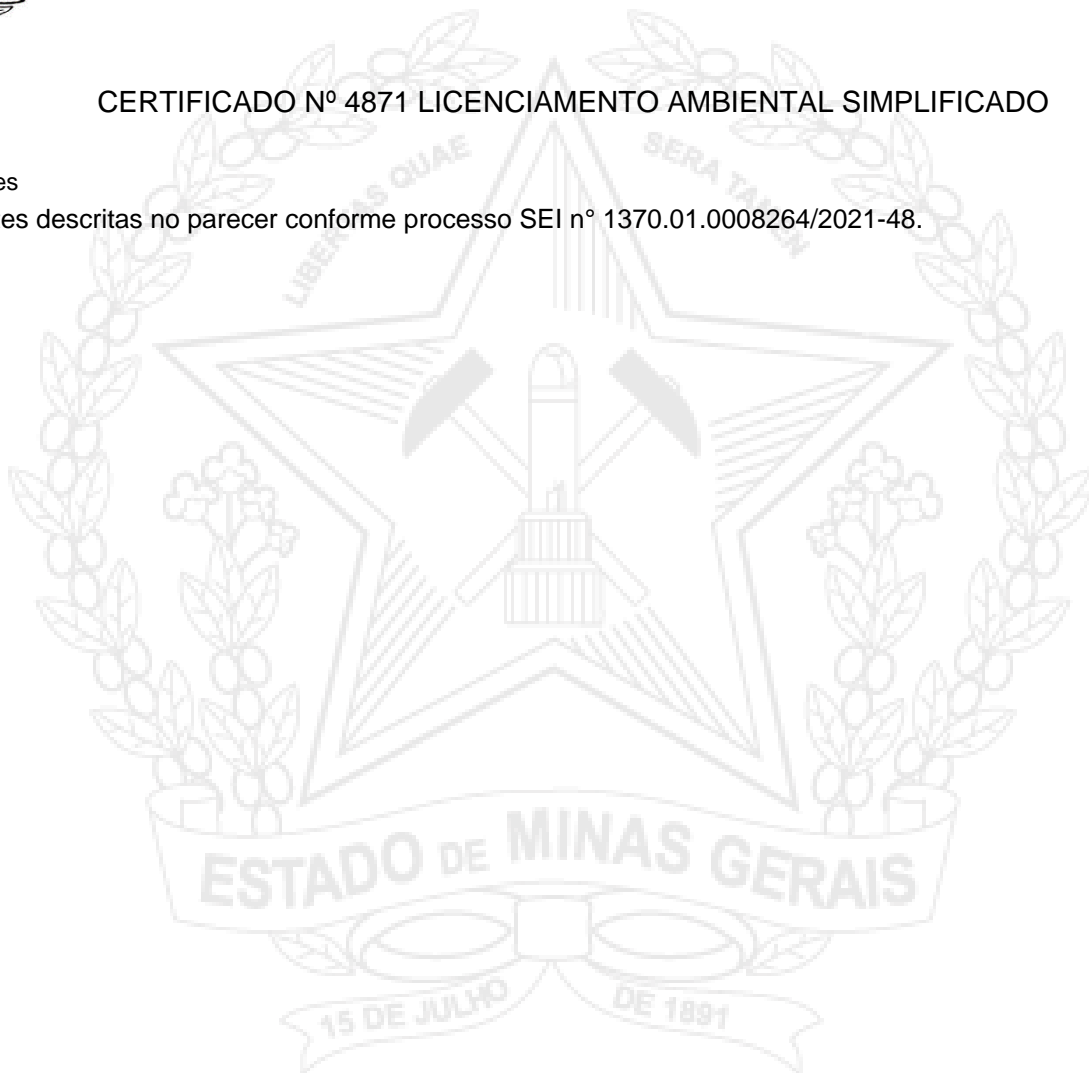 CERTIFICADO Nº 4871 LICENCIAMENTO AMBIENTAL SIMPLIFICADO
es
es descritas no parecer conforme processo SEI n° 1370.01.0008264/2021-48.
LIBERTAS QUAE SERA TAMEN
ESTADO DE MINAS GERAIS
15 DE JULHO DE 1891